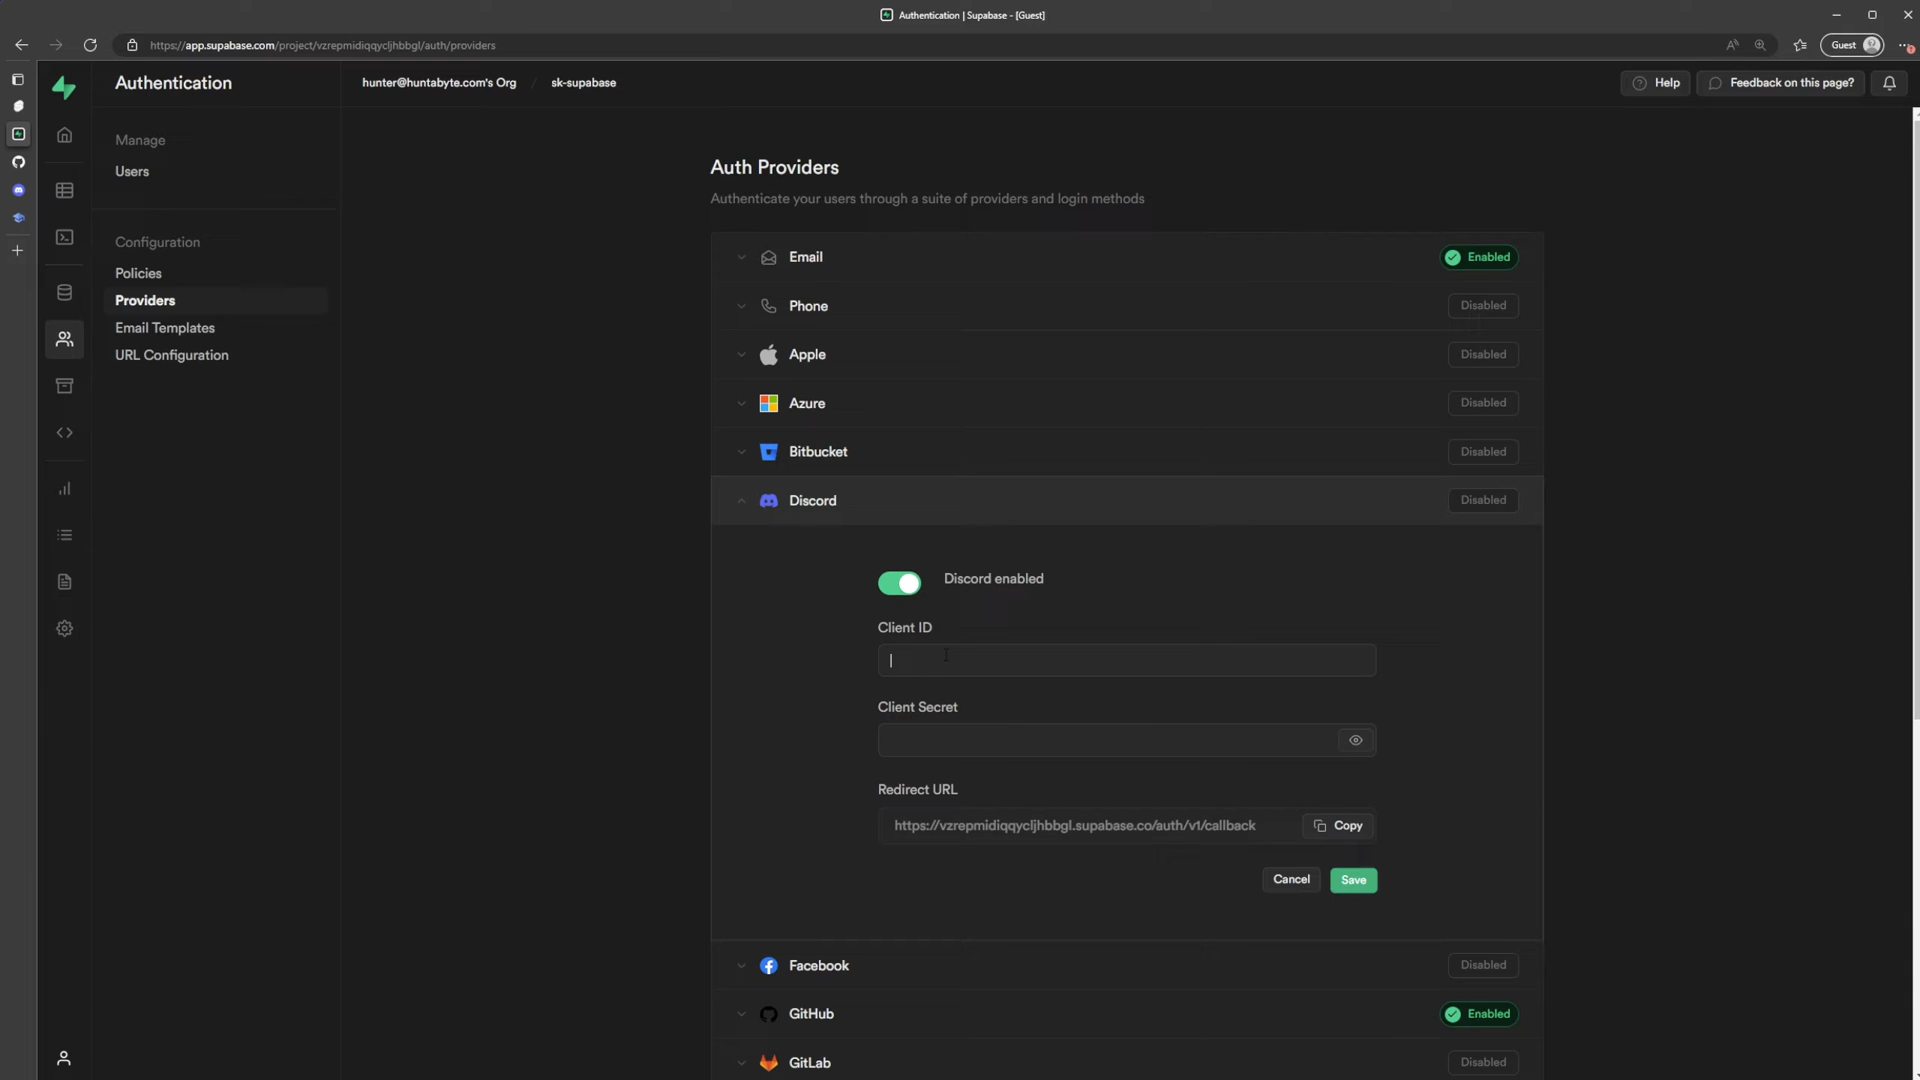 Authentication | Supabase - [Guest]
https://app.supabase.com/project/vzrepmidiqqycljhbbgl/auth/providers
Guest
Authentication
hunter@huntabyte.com's Org / sk-supabase
Help
Feedback on this page?
Manage
Users
Configuration
Policies
Providers
Email Templates
URL Configuration
Auth Providers
Authenticate your users through a suite of providers and login methods
Email
Enabled
Phone
Disabled
Apple
Disabled
Azure
Disabled
Bitbucket
Disabled
Discord
Disabled
Discord enabled
Client ID
Client Secret
Redirect URL
https://vzrepmidiqqycljhbbgl.supabase.co/auth/v1/callback
Copy
Cancel
Save
Facebook
Disabled
GitHub
Enabled
GitLab
Disabled